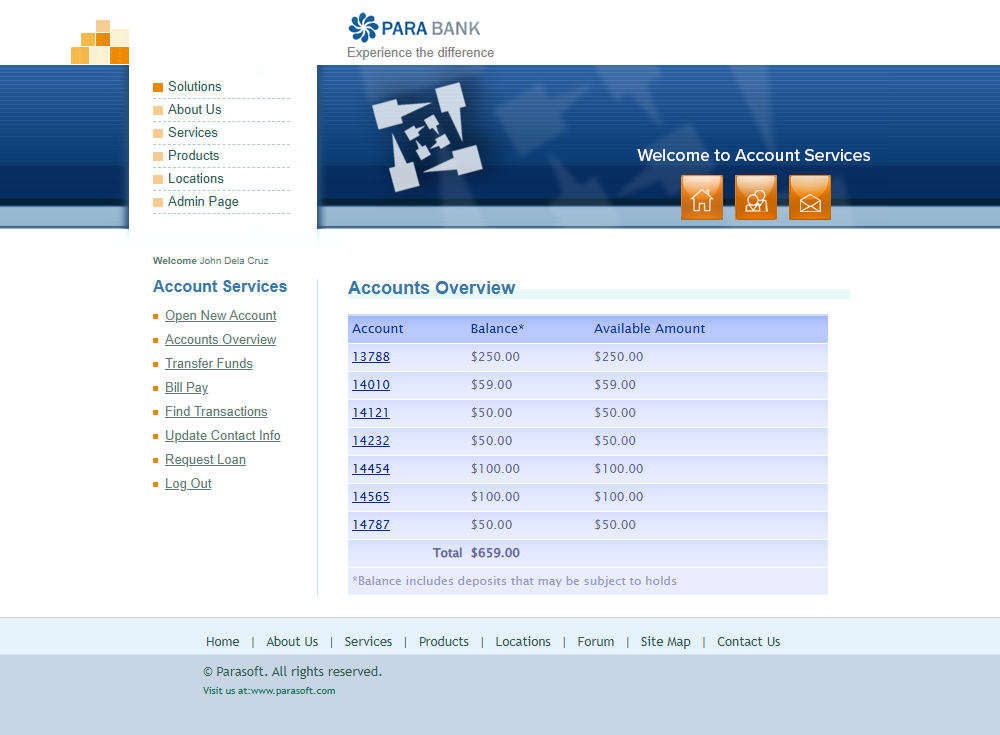 PARA BANK
Experience the difference
Solutions
About Us
Services
Products
Locations
Admin Page
Welcome to Account Services
Welcome John Dela Cruz
Account Services
Open New Account
Accounts Overview
Transfer Funds
Bill Pay
Find Transactions
Update Contact Info
Request Loan
Log Out
Accounts Overview
Account Balance* Available Amount
13788 $250.00 $250.00
14010 $59.00 $59.00
14121 $50.00 $50.00
14232 $50.00 $50.00
14454 $100.00 $100.00
14565 $100.00 $100.00
14787 $50.00 $50.00
Total $659.00
*Balance includes deposits that may be subject to holds
Home | About Us | Services | Products | Locations | Forum | Site Map | Contact Us
© Parasoft. All rights reserved.
Visit us at:www.parasoft.com